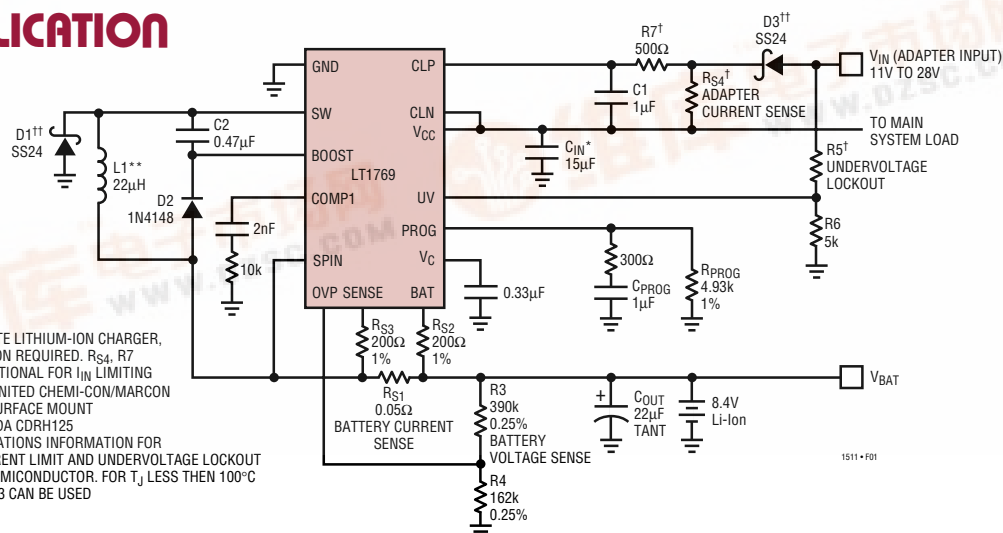 LICATION
GND
SW
BOOST
COMP1
SPIN
OVP
SENSE
BAT
CLP
CLN
VCC
UV
PROG
VC
LT1769
D1††
SS24
L1**
22µH
C2
0.47µF
D2
1N4148
2nF
10k
R7†
500Ω
C1
1µF
RS4†
ADAPTER
CURRENT SENSE
D3††
SS24
VIN (ADAPTER INPUT)
11V TO 28V
CIN*
15µF
TO MAIN
SYSTEM LOAD
R5†
UNDERVOLTAGE
LOCKOUT
R6
5k
300Ω
CPROG
1µF
RPROG
4.93k
1%
0.33µF
RS3
200Ω
1%
RS2
200Ω
1%
RS1
0.05Ω
BATTERY CURRENT
SENSE
R3
390k
0.25%
BATTERY
VOLTAGE SENSE
R4
162k
0.25%
+
COUT
22µF
TANT
8.4V
Li-Ion
VBAT
TE LITHIUM-ION CHARGER,
ON REQUIRED. RS4, R7
TIONAL FOR IIN LIMITING
NITED CHEMI-CON/MARCON
URFACE MOUNT
DA CDRH125
ATIONS INFORMATION FOR
RENT LIMIT AND UNDERVOLTAGE LOCKOUT
EMICONDUCTOR. FOR TJ LESS THEN 100°C
3 CAN BE USED
1511 • F01
WWW.DZSC.COM